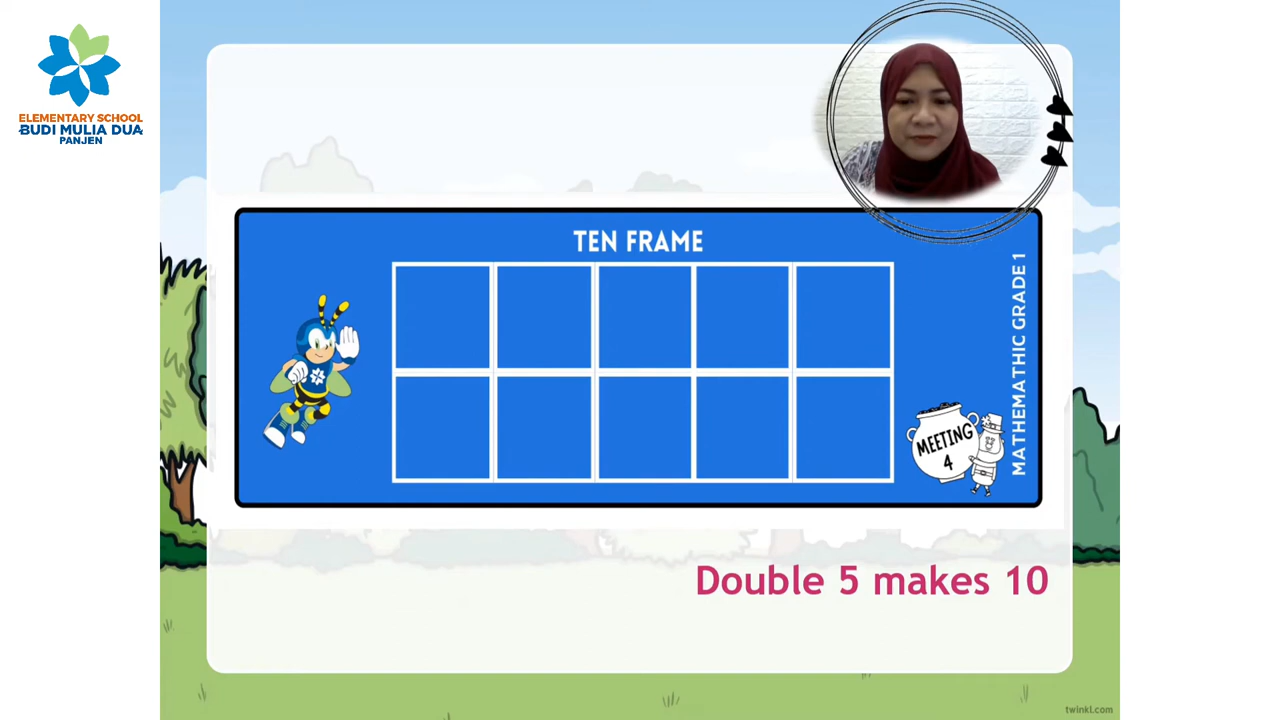 ELEMENTARY SCHOOL
BUDI MULIA DUA
PANJEN
TEN FRAME
MATHEMATHIC GRADE 1
MEETING
4
Double 5 makes 10
twinkl.com